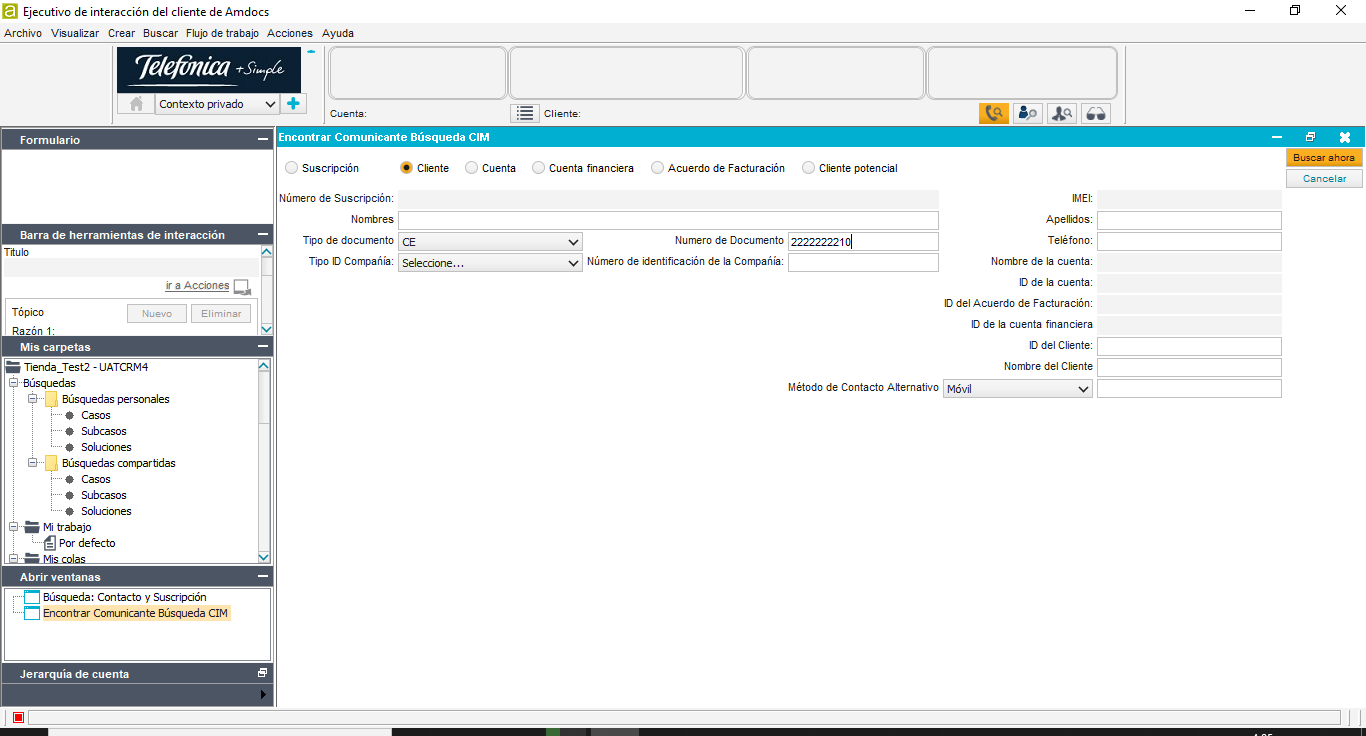 Ejecutivo de interacción del cliente de Amdocs
Archivo Visualizar Crear Buscar Flujo de trabajo Acciones Ayuda
Telefónica +Simple
Contexto privado
Cuenta: Cliente:
Formulario
Encontrar Comunicante Búsqueda CIM
Buscar ahora
Cancelar
Suscripción Cliente Cuenta Cuenta financiera Acuerdo de Facturación Cliente potencial
Número de Suscripción: IMEI:
Nombres Apellidos:
Tipo de documento CE Numero de Documento 2222222210 Teléfono:
Tipo ID Compañía: Seleccione... Número de identificación de la Compañía: Nombre de la cuenta:
ID de la cuenta:
ID del Acuerdo de Facturación:
ID de la cuenta financiera
ID del Cliente:
Nombre del Cliente
Método de Contacto Alternativo Móvil
Barra de herramientas de interacción
Titulo
ir a Acciones
Tópico Nuevo Eliminar
Razón 1:
Mis carpetas
Tienda_Test2 - UATCRM4
Búsquedas
Búsquedas personales
Casos
Subcasos
Soluciones
Búsquedas compartidas
Casos
Subcasos
Soluciones
Mi trabajo
Por defecto
Mis colas
Abrir ventanas
Búsqueda: Contacto y Suscripción
Encontrar Comunicante Búsqueda CIM
Jerarquía de cuenta